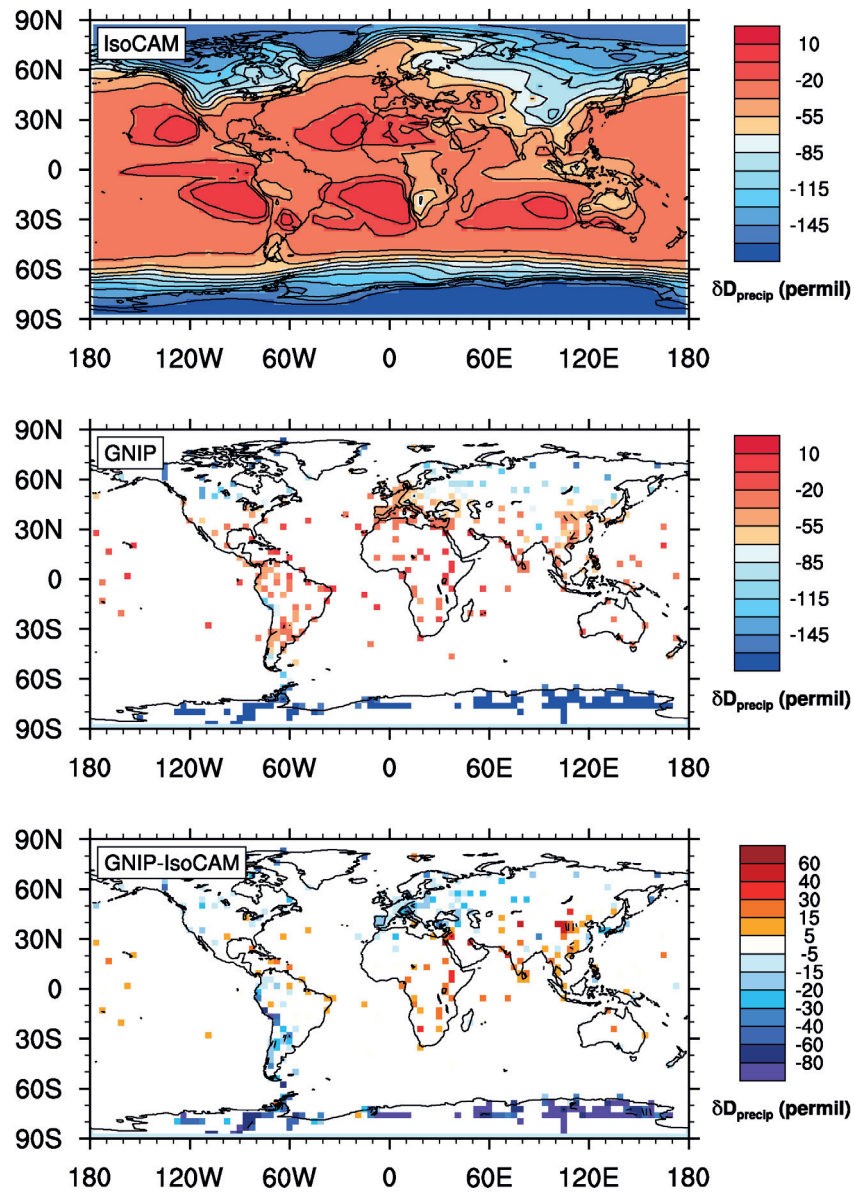 90N
IsoCAM
60N
30N
0
30S
60S
90S
180 120W 60W 0 60E 120E 180
10
-20
-55
-85
-115
-145
δDprecip (permil)
90N
GNIP
60N
30N
0
30S
60S
90S
180 120W 60W 0 60E 120E 180
10
-20
-55
-85
-115
-145
δDprecip (permil)
90N
GNIP-IsoCAM
60N
30N
0
30S
60S
90S
180 120W 60W 0 60E 120E 180
60
40
30
15
5
-5
-15
-20
-30
-40
-60
-80
δDprecip (permil)